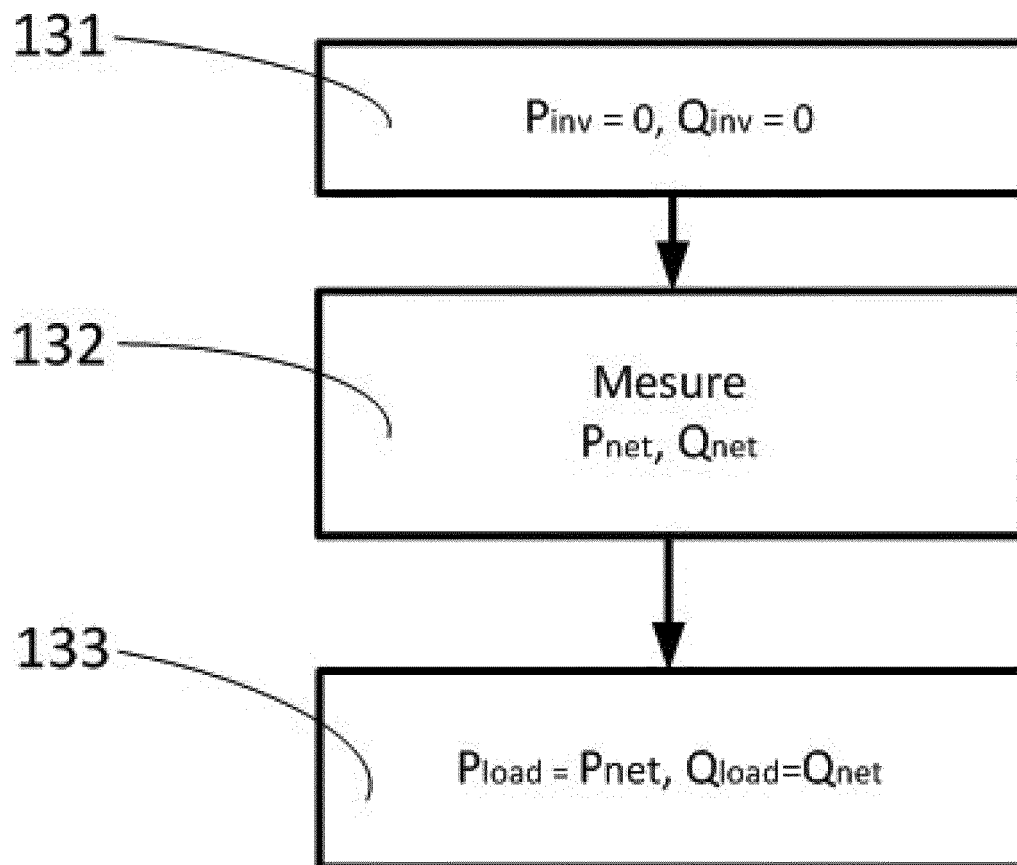 131
Pinv = 0, Qinv = 0
132
Mesure
Pnet, Qnet
133
Pload = Pnet, Qload=Qnet